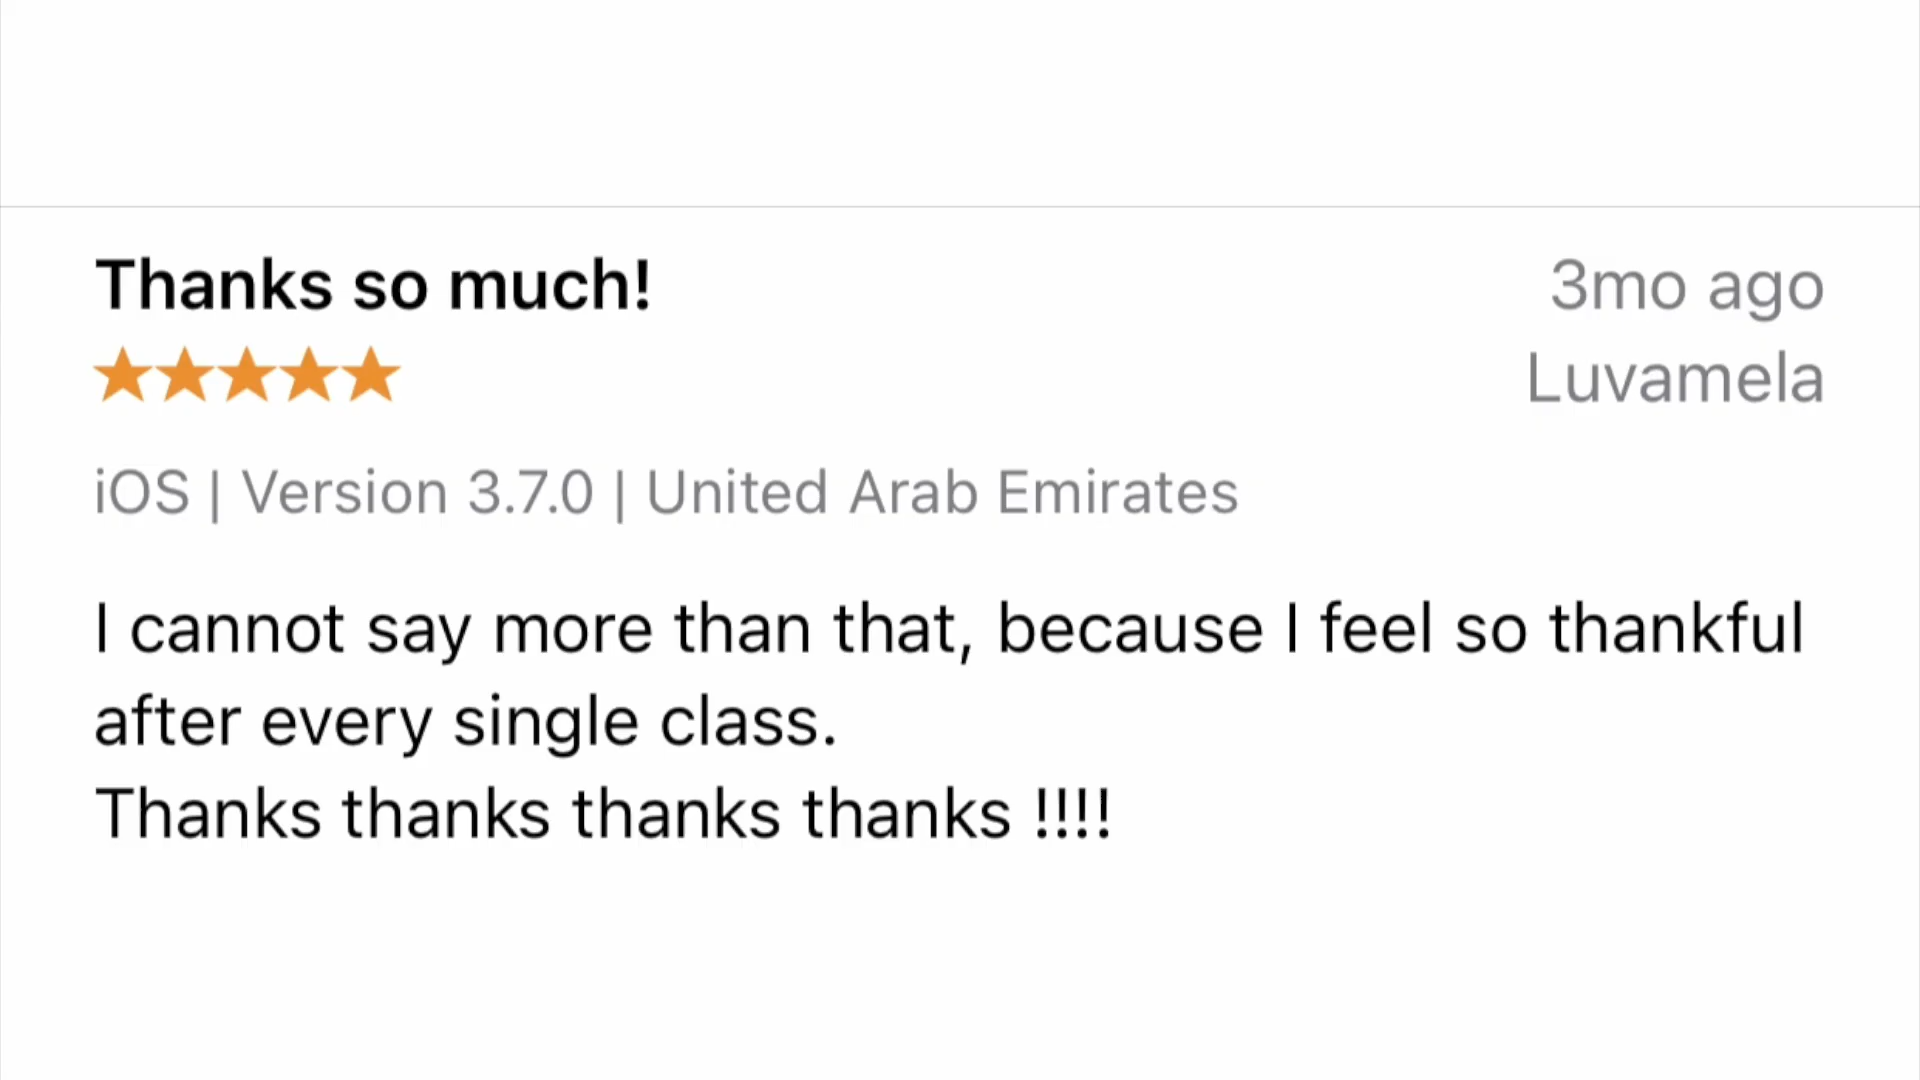 Thanks so much!
3mo ago
Luvamela
iOS | Version 3.7.0 | United Arab Emirates
I cannot say more than that, because I feel so thankful
after every single class.
Thanks thanks thanks thanks !!!!